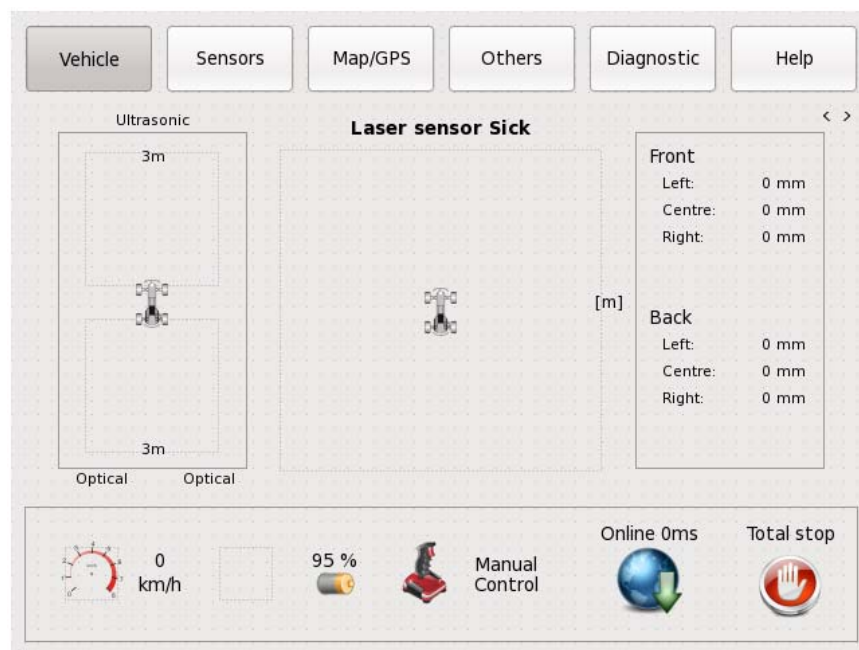 Vehicle Sensors Map/GPS Others Diagnostic Help
< >
Ultrasonic
3m
3m
Optical Optical
Laser sensor Sick
[m]
Front
Left: 0 mm
Centre: 0 mm
Right: 0 mm
Back
Left: 0 mm
Centre: 0 mm
Right: 0 mm
0
km/h
95 %
Manual
Control
Online 0ms
Total stop